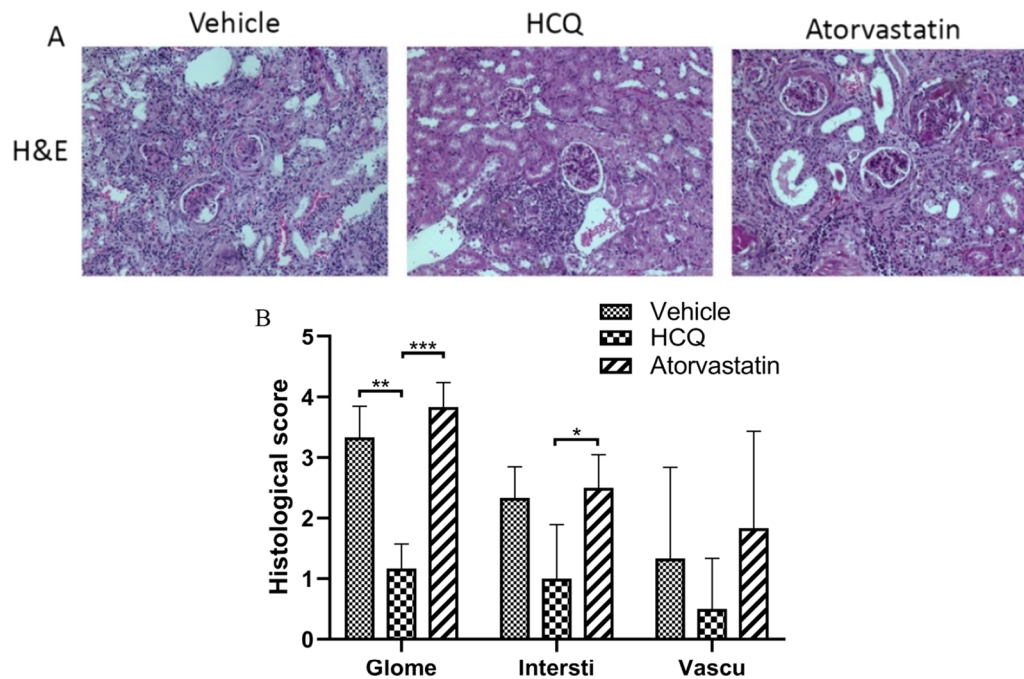 A
Vehicle
HCQ
Atorvastatin
H&E
B
Vehicle
HCQ
Atorvastatin
Histological score
5
4
3
2
1
0
**
***
*
Glome
Intersti
Vascu